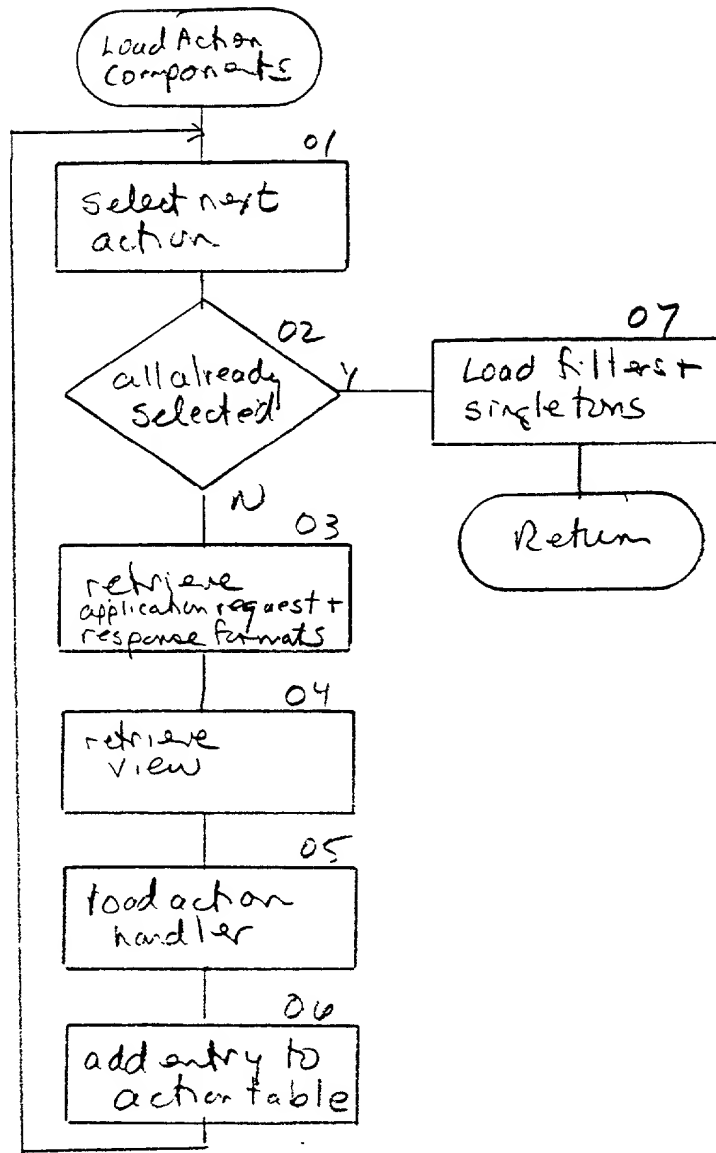 Load Action
Components
01
select next
action
02
all already
selected
Y
N
07
Load filters +
singletons
Return
03
retrieve
application request +
response formats
04
retrieve
view
05
load action
handler
06
add entry to
action table